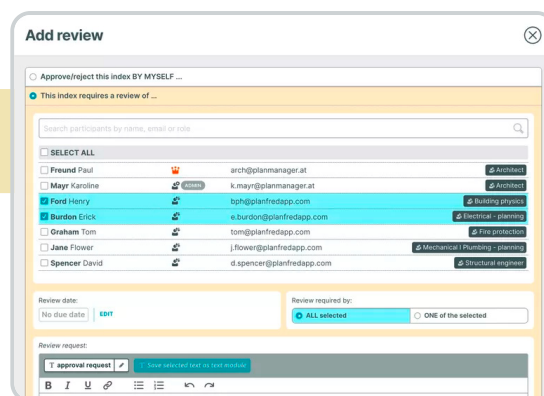 Add review
Approve/reject this index BY MYSELF ...
This index requires a review of ...
Search participants by name, email or role
SELECT ALL
Freund Paul arch@planmanager.at Architect
Mayr Karoline ADMIN k.mayr@planmanager.at Architect
Ford Henry bph@planfredapp.com Building physics
Burdon Erick e.burdon@planfredapp.com Electrical - planning
Graham Tom tom@planfredapp.com Fire protection
Jane Flower j.flower@planfredapp.com Mechanical I Plumbing - planning
Spencer David d.spencer@planfredapp.com Structural engineer
Review date: Review required by:
No due date EDIT ALL selected ONE of the selected
Review request:
T approval request Save selected text as text module
B I U